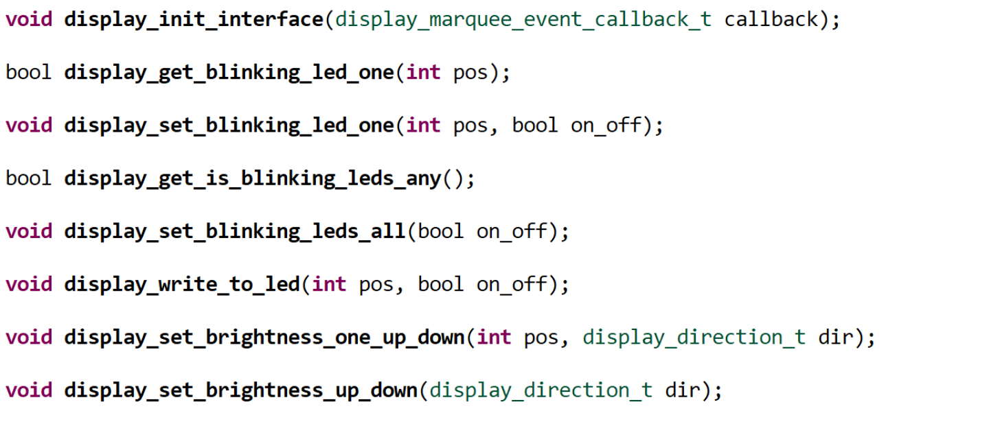 void display_init_interface(display_marquee_event_callback_t callback);
bool display_get_blinking_led_one(int pos);
void display_set_blinking_led_one(int pos, bool on_off);
bool display_get_is_blinking_leds_any();
void display_set_blinking_leds_all(bool on_off);
void display_write_to_led(int pos, bool on_off);
void display_set_brightness_one_up_down(int pos, display_direction_t dir);
void display_set_brightness_up_down(display_direction_t dir);